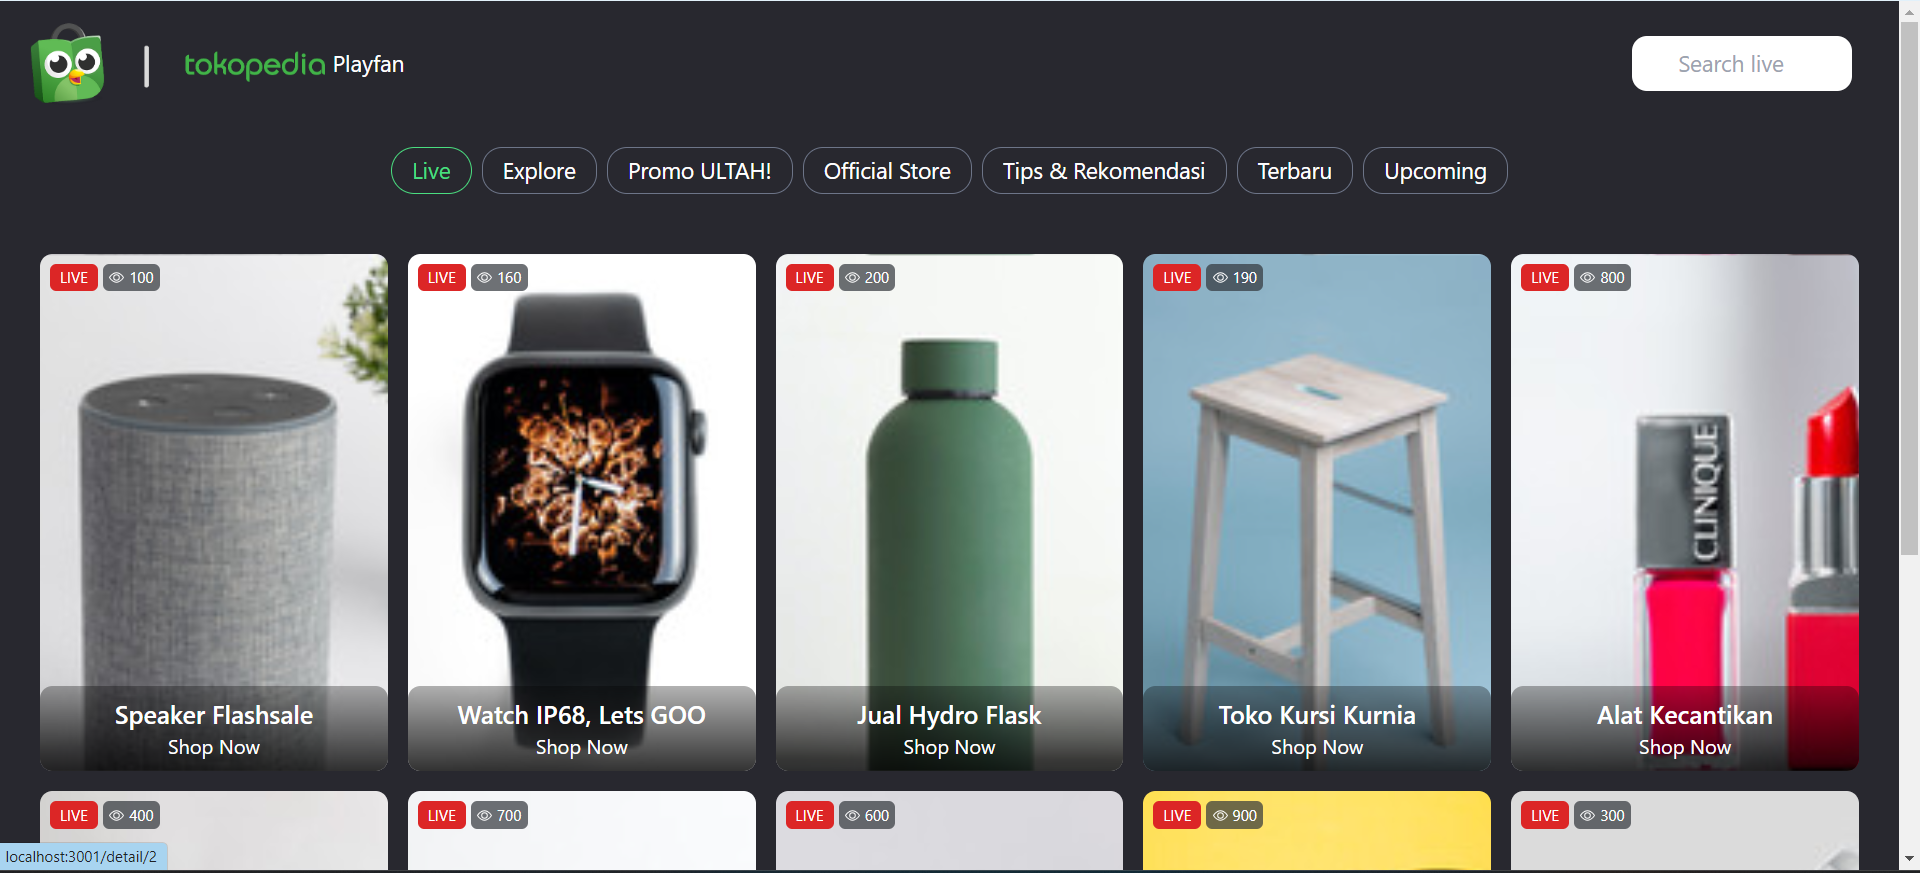 tokopedia Playfan
Search live
Live
Explore
Promo ULTAH!
Official Store
Tips & Rekomendasi
Terbaru
Upcoming
LIVE 100
LIVE 160
LIVE 200
LIVE 190
LIVE 800
CLINIQUE
Speaker Flashsale
Shop Now
Watch IP68, Lets GOO
Shop Now
Jual Hydro Flask
Shop Now
Toko Kursi Kurnia
Shop Now
Alat Kecantikan
Shop Now
LIVE 400
LIVE 700
LIVE 600
LIVE 900
LIVE 300
localhost:3001/detail/2